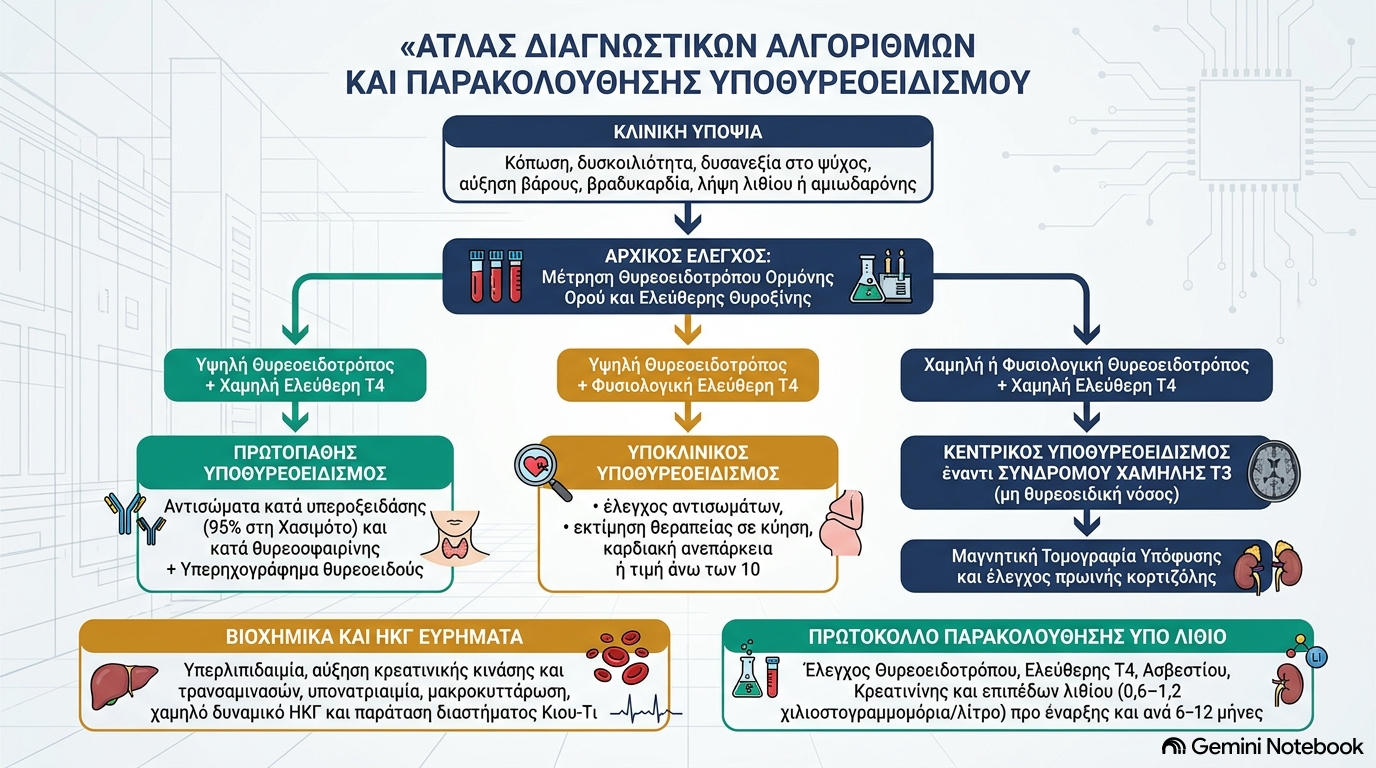 «ΑΤΛΑΣ ΔΙΑΓΝΩΣΤΙΚΩΝ ΑΛΓΟΡΙΘΜΩΝ
ΚΑΙ ΠΑΡΑΚΟΛΟΥΘΗΣΗΣ ΥΠΟΘΥΡΕΟΕΙΔΙΣΜΟΥ
ΚΛΙΝΙΚΗ ΥΠΟΨΙΑ
Κόπωση, δυσκοιλιότητα, δυσανεξία στο ψύχος,
αύξηση βάρους, βραδυκαρδία, λήψη λιθίου ή αμιωδαρόνης
ΑΡΧΙΚΟΣ ΕΛΕΓΧΟΣ:
Μέτρηση Θυρεοειδοτρόπου Ορμόνης
Ορού και Ελεύθερης Θυροξίνης
Υψηλή Θυρεοειδοτρόπος
+ Χαμηλή Ελεύθερη Τ4
Υψηλή Θυρεοειδοτρόπος
+ Φυσιολογική Ελεύθερη Τ4
Χαμηλή ή Φυσιολογική Θυρεοειδοτρόπος
+ Χαμηλή Ελεύθερη Τ4
ΠΡΩΤΟΠΑΘΗΣ
ΥΠΟΘΥΡΕΟΕΙΔΙΣΜΟΣ
Αντισώματα κατά υπεροξειδάσης
(95% στη Χασιμότο) και
κατά θυρεοσφαιρίνης
+ Υπερηχογράφημα θυρεοειδούς
ΥΠΟΚΛΙΝΙΚΟΣ
ΥΠΟΘΥΡΕΟΕΙΔΙΣΜΟΣ
• έλεγχος αντισωμάτων,
• εκτίμηση θεραπείας σε κύηση,
καρδιακή ανεπάρκεια
ή τιμή άνω των 10
ΚΕΝΤΡΙΚΟΣ ΥΠΟΘΥΡΕΟΕΙΔΙΣΜΟΣ
έναντι ΣΥΝΔΡΟΜΟΥ ΧΑΜΗΛΗΣ Τ3
(μη θυρεοειδική νόσος)
Μαγνητική Τομογραφία Υπόφυσης
και έλεγχος πρωινής κορτιζόλης
ΒΙΟΧΗΜΙΚΑ ΚΑΙ ΗΚΓ ΕΥΡΗΜΑΤΑ
Υπερλιπιδαιμία, αύξηση κρεατινικής κινάσης και
τρανσαμινασών, υπονατριαιμία, μακροκυττάρωση,
χαμηλό δυναμικό ΗΚΓ και παράταση διαστήματος Κιου-Τι
ΠΡΩΤΟΚΟΛΛΟ ΠΑΡΑΚΟΛΟΥΘΗΣΗΣ ΥΠΟ ΛΙΘΙΟ
Έλεγχος Θυρεοειδοτρόπου, Ελεύθερης Τ4, Ασβεστίου,
Κρεατινίνης και επιπέδων λιθίου (0,6–1,2
χιλιοστογραμμομόρια/λίτρο) προ έναρξης και ανά 6–12 μήνες
LI
Gemini Notebook